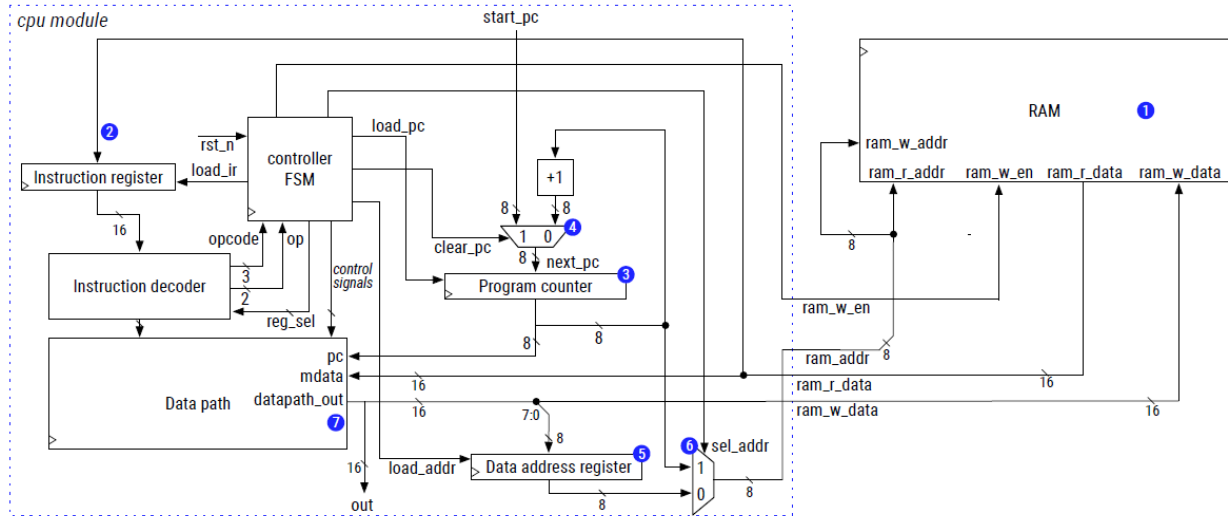 cpu module
start_pc
1
RAM
2
rst_n
load_pc
ram_w_addr
controller
FSM
Instruction register
load_ir
+1
ram_r_addr
ram_w_en
ram_r_data
ram_w_data
8
8
4
16
opcode
op
1 0
clear_pc
8
8
next_pc
3
3
Instruction decoder
control
signals
Program counter
2
reg_sel
ram_w_en
8
8
8
pc
ram_addr
mdata
16
16
ram_r_data
Data path
datapath_out
16
7:0
16
ram_w_data
7
8
6
sel_addr
5
16
load_addr
Data address register
1
0
8
8
out